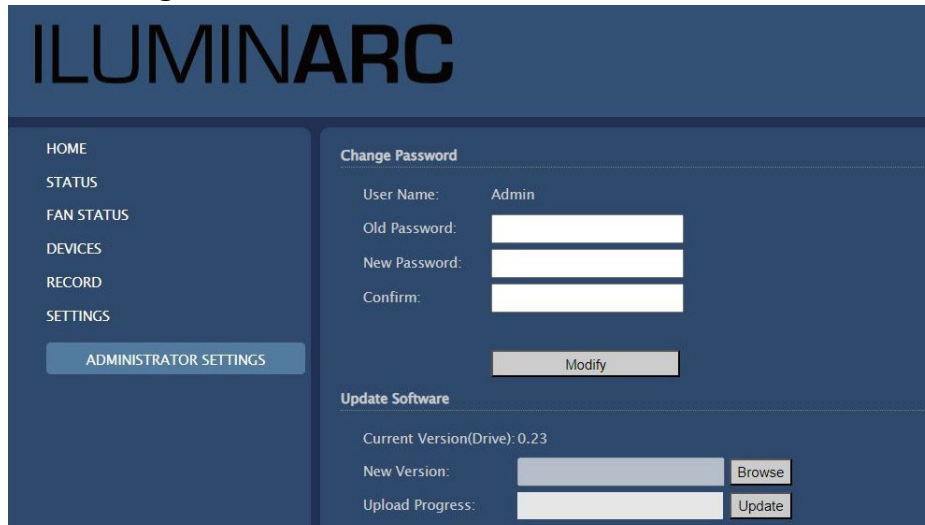 ILUMINARC
HOME
STATUS
FAN STATUS
DEVICES
RECORD
SETTINGS
ADMINISTRATOR SETTINGS
Change Password
User Name: Admin
Old Password:
New Password:
Confirm:
Modify
Update Software
Current Version(Drive): 0.23
New Version: Browse
Upload Progress: Update